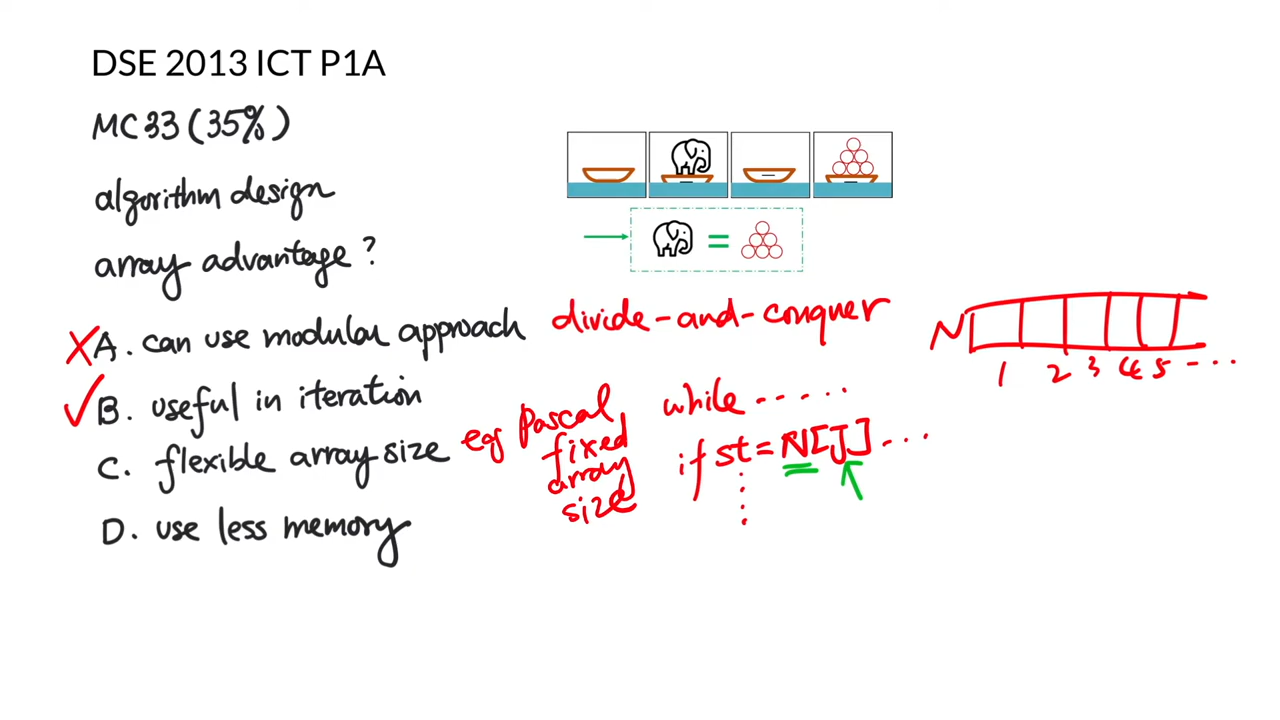 DSE 2013 ICT P1A
MC 33 (35%)
algorithm design
array advantage?
X A. can use modular approach divide-and-conquer
✓ B. useful in iteration
C. flexible array size
eg Pascal
fixed
array
size
D. use less memory
while ......
if st = N[J] ...
N
1 2 3 4 5 ...
=